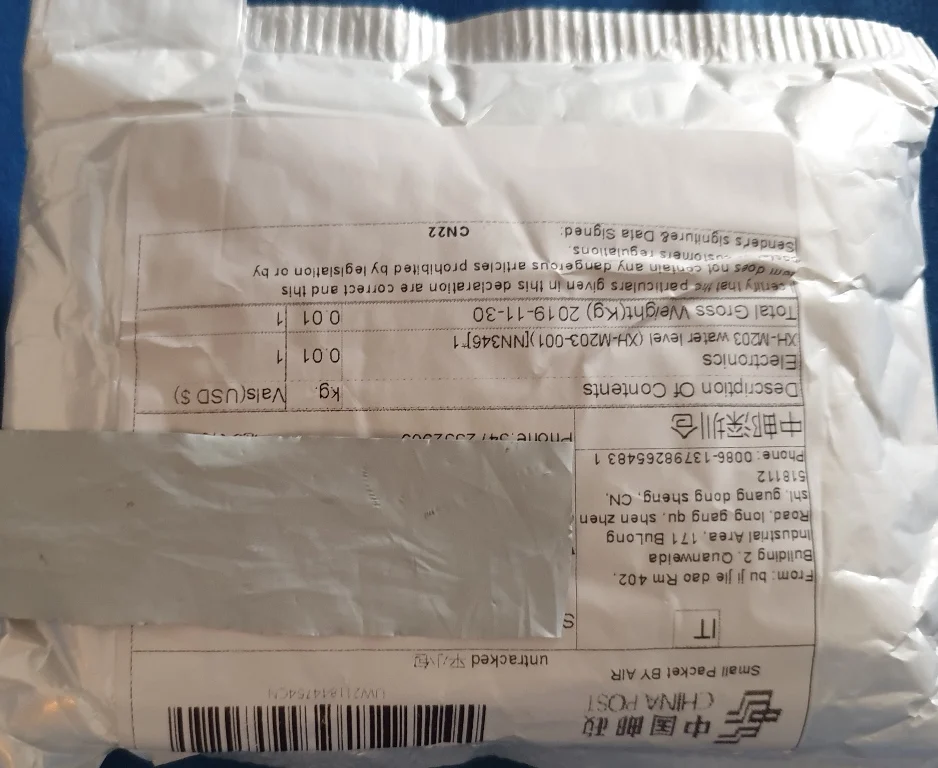 中国邮政
CHINA POST
Small Packet BY AIR
untracked 平小包
IT
From: bu ji jie dao Rm 402,
Building 2. Quanweida
Industrial Area, 171 BuLong
Road, long gang qu, shen zhen
shi, guang dong sheng, CN,
518112
Phone: 0086-13798265483 1
中邮深圳仓
S
Description Of Contents kg. Vals(USD $)
Electronics 0.01 1
XH-M203 water level (XH-M203-001)[NN346]*1
Total Gross Weight(Kg) 2019-11-30 0.01 1
certify that the particulars given in this declaration are correct and this
item does not contain any dangerous articles prohibited by legislation or by
customers regulations.
Sender's signiture& Data Signed: CN22